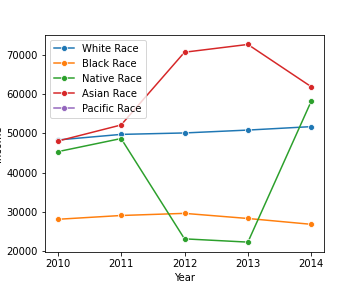 White Race
Black Race
Native Race
Asian Race
Pacific Race
70000
60000
50000
40000
30000
20000
2010 2011 2012 2013 2014
Year